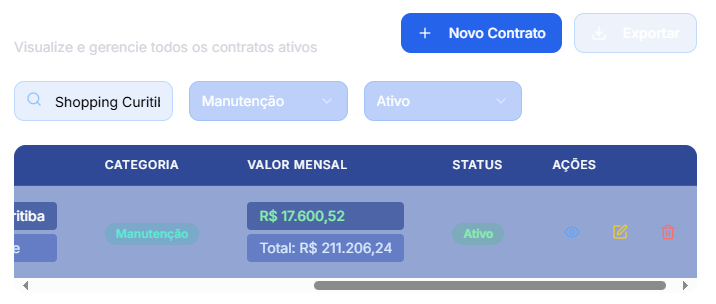 Novo Contrato
Exportar
Visualize e gerencie todos os contratos ativos
Shopping Curitil
Manutenção
Ativo
CATEGORIA VALOR MENSAL STATUS AÇÕES
ritiba
Manutenção
R$ 17.600,52
Ativo
e
Total: R$ 211.206,24